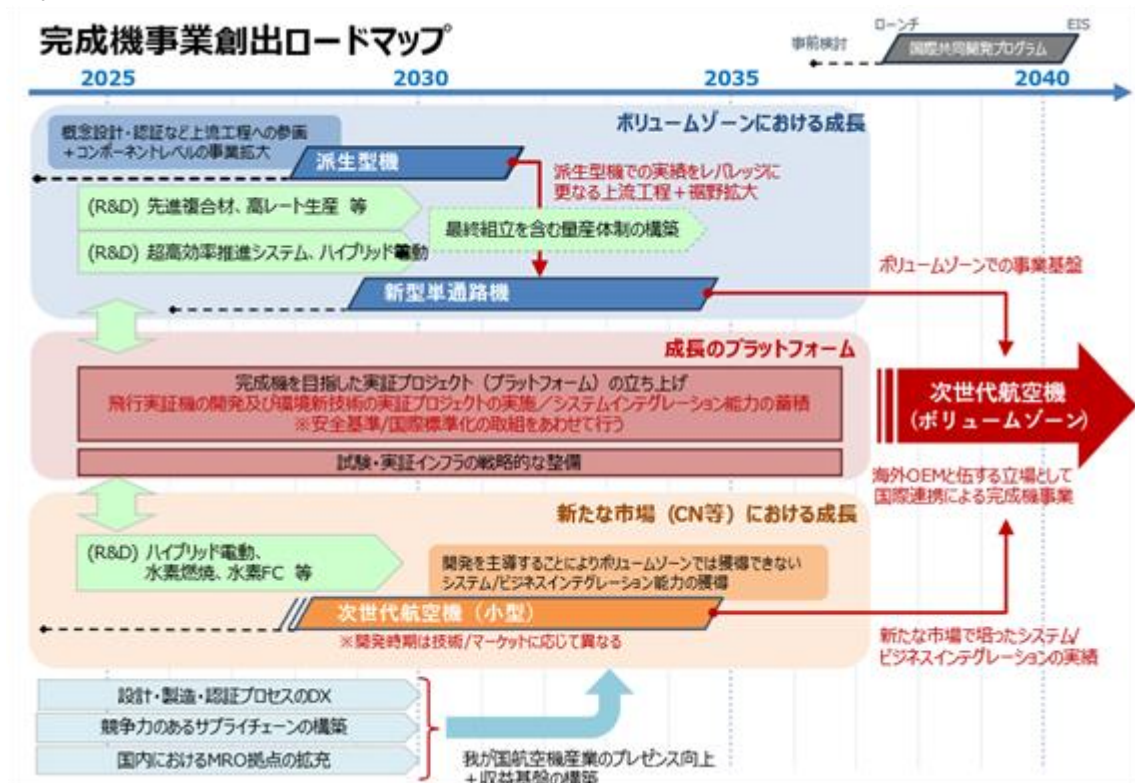 完成機事業創出ロードマップ
事前検討
ローンチ
EIS
国際共同開発プログラム
2025
2030
2035
2040
ボリュームゾーンにおける成長
概念設計・認証など上流工程への参画
+コンポーネントレベルの事業拡大
派生型機
派生型機での実績をレバレッジに
更なる上流工程+裾野拡大
(R&D) 先進複合材、高レート生産 等
最終組立を含む量産体制の構築
(R&D) 超高効率推進システム、ハイブリッド電動
新型単通路機
ボリュームゾーンでの事業基盤
成長のプラットフォーム
完成機を目指した実証プロジェクト(プラットフォーム)の立ち上げ
飛行実証機の開発及び環境新技術の実証プロジェクトの実施/システムインテグレーション能力の蓄積
※安全基準/国際標準化の取組をあわせて行う
試験・実証インフラの戦略的な整備
次世代航空機
(ボリュームゾーン)
海外OEMと伍する立場として
国際連携による完成機事業
新たな市場(CN等)における成長
(R&D) ハイブリッド電動、
水素燃焼、水素FC 等
開発を主導することによりボリュームゾーンでは獲得できない
システム/ビジネスインテグレーション能力の獲得
次世代航空機(小型)
※開発時期は技術/マーケットに応じて異なる
新たな市場で培ったシステム/
ビジネスインテグレーションの実績
設計・製造・認証プロセスのDX
競争力のあるサプライチェーンの構築
国内におけるMRO拠点の拡充
我が国航空機産業のプレゼンス向上
+収益基盤の構築